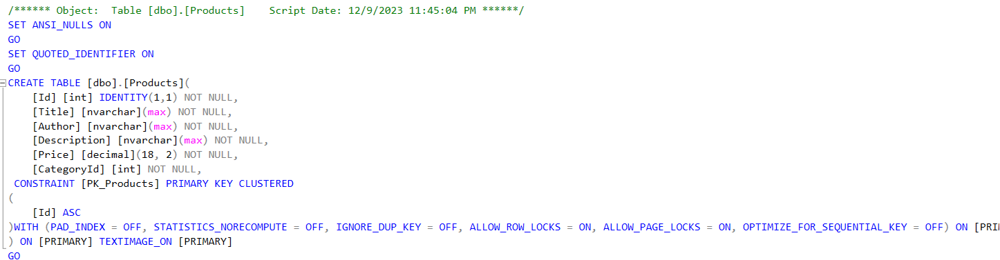 /****** Object:  Table [dbo].[Products]    Script Date: 12/9/2023 11:45:04 PM ******/
SET ANSI_NULLS ON
GO
SET QUOTED_IDENTIFIER ON
GO
CREATE TABLE [dbo].[Products](
    [Id] [int] IDENTITY(1,1) NOT NULL,
    [Title] [nvarchar](max) NOT NULL,
    [Author] [nvarchar](max) NOT NULL,
    [Description] [nvarchar](max) NOT NULL,
    [Price] [decimal](18, 2) NOT NULL,
    [CategoryId] [int] NOT NULL,
 CONSTRAINT [PK_Products] PRIMARY KEY CLUSTERED
(
    [Id] ASC
)WITH (PAD_INDEX = OFF, STATISTICS_NORECOMPUTE = OFF, IGNORE_DUP_KEY = OFF, ALLOW_ROW_LOCKS = ON, ALLOW_PAGE_LOCKS = ON, OPTIMIZE_FOR_SEQUENTIAL_KEY = OFF) ON [PRI
) ON [PRIMARY] TEXTIMAGE_ON [PRIMARY]
GO